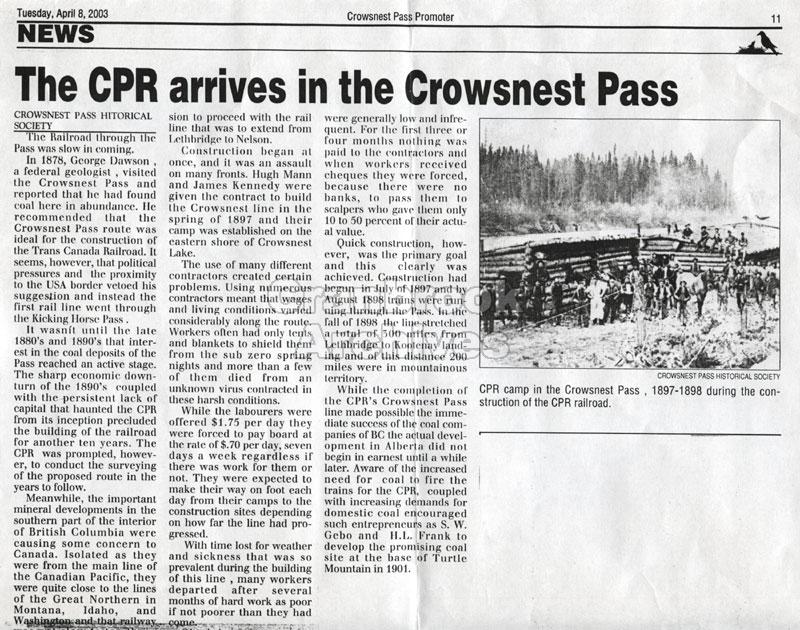 Tuesday, April 8, 2003
Crowsnest Pass Promoter
11
NEWS
The CPR arrives in the Crowsnest Pass
CROWSNEST PASS HITORICAL
SOCIETY
The Railroad through the
Pass was slow in coming.
In 1878, George Dawson ,
a federal geologist , visited
the Crowsnest Pass and
reported that he had found
coal here in abundance. He
recommended that the
Crowsnest Pass route was
ideal for the construction of
the Trans Canada Railroad. It
seems, however, that political
pressures and the proximity
to the USA border vetoed his
suggestion and instead the
first rail line went through
the Kicking Horse Pass .
It wasnít until the late
1880's and 1890's that inter-
est in the coal deposits of the
Pass reached an active stage.
The sharp economic down-
turn of the 1890's coupled
with the persistent lack of
capital that haunted the CPR
from its inception precluded
the building of the railroad
for another ten years. The
CPR was prompted, howev-
er, to conduct the surveying
of the proposed route in the
years to follow.
Meanwhile, the important
mineral developments in the
southern part of the interior
of British Columbia were
causing some concern to
Canada. Isolated as they
were from the main line of
the Canadian Pacific, they
were quite close to the lines
of the Great Northern in
Montana, Idaho, and
Washington and that railway
sion to proceed with the rail
line that was to extend from
Lethbridge to Nelson.
Construction began at
once, and it was an assault
on many fronts. Hugh Mann
and James Kennedy were
given the contract to build
the Crowsnest line in the
spring of 1897 and their
camp was established on the
eastern shore of Crowsnest
Lake.
The use of many different
contractors created certain
problems. Using numerous
contractors meant that wages
and living conditions varied
considerably along the route.
Workers often had only tents
and blankets to shield them
from the sub zero spring
nights and more than a few
of them died from an
unknown virus contracted in
these harsh conditions.
While the labourers were
offered $1.75 per day they
were forced to pay board at
the rate of $.70 per day, seven
days a week regardless if
there was work for them or
not. They were expected to
make their way on foot each
day from their camps to the
construction sites depending
on how far the line had pro-
gressed.
With time lost for weather
and sickness that was so
prevalent during the building
of this line , many workers
departed after several
months of hard work as poor
if not poorer than they had
come.
were generally low and infre-
quent. For the first three or
four months nothing was
paid to the contractors and
when workers received
cheques they were forced,
because there were no
banks, to pass them to
scalpers who gave them only
10 to 50 percent of their actu-
al value.
Quick construction, how-
ever, was the primary goal
and this clearly was
achieved. Construction had
begun in July of 1897 and by
August 1898 trains were run-
ning through the Pass. In the
fall of 1898 the line stretched
a total of 500 miles from
Lethbridge to Kootenay land-
ing and of this distance 200
miles were in mountainous
territory.
While the completion of
the CPR's Crowsnest Pass
line made possible the imme-
diate success of the coal com-
panies of BC the actual devel-
opment in Alberta did not
begin in earnest until a while
later. Aware of the increased
need for coal to fire the
trains for the CPR, coupled
with increasing demands for
domestic coal encouraged
such entrepreneurs as S. W.
Gebo and H.L. Frank to
develop the promising coal
site at the base of Turtle
Mountain in 1901.
CROWSNEST PASS HISTORICAL SOCIETY
CPR camp in the Crowsnest Pass , 1897-1898 during the con-
struction of the CPR railroad.